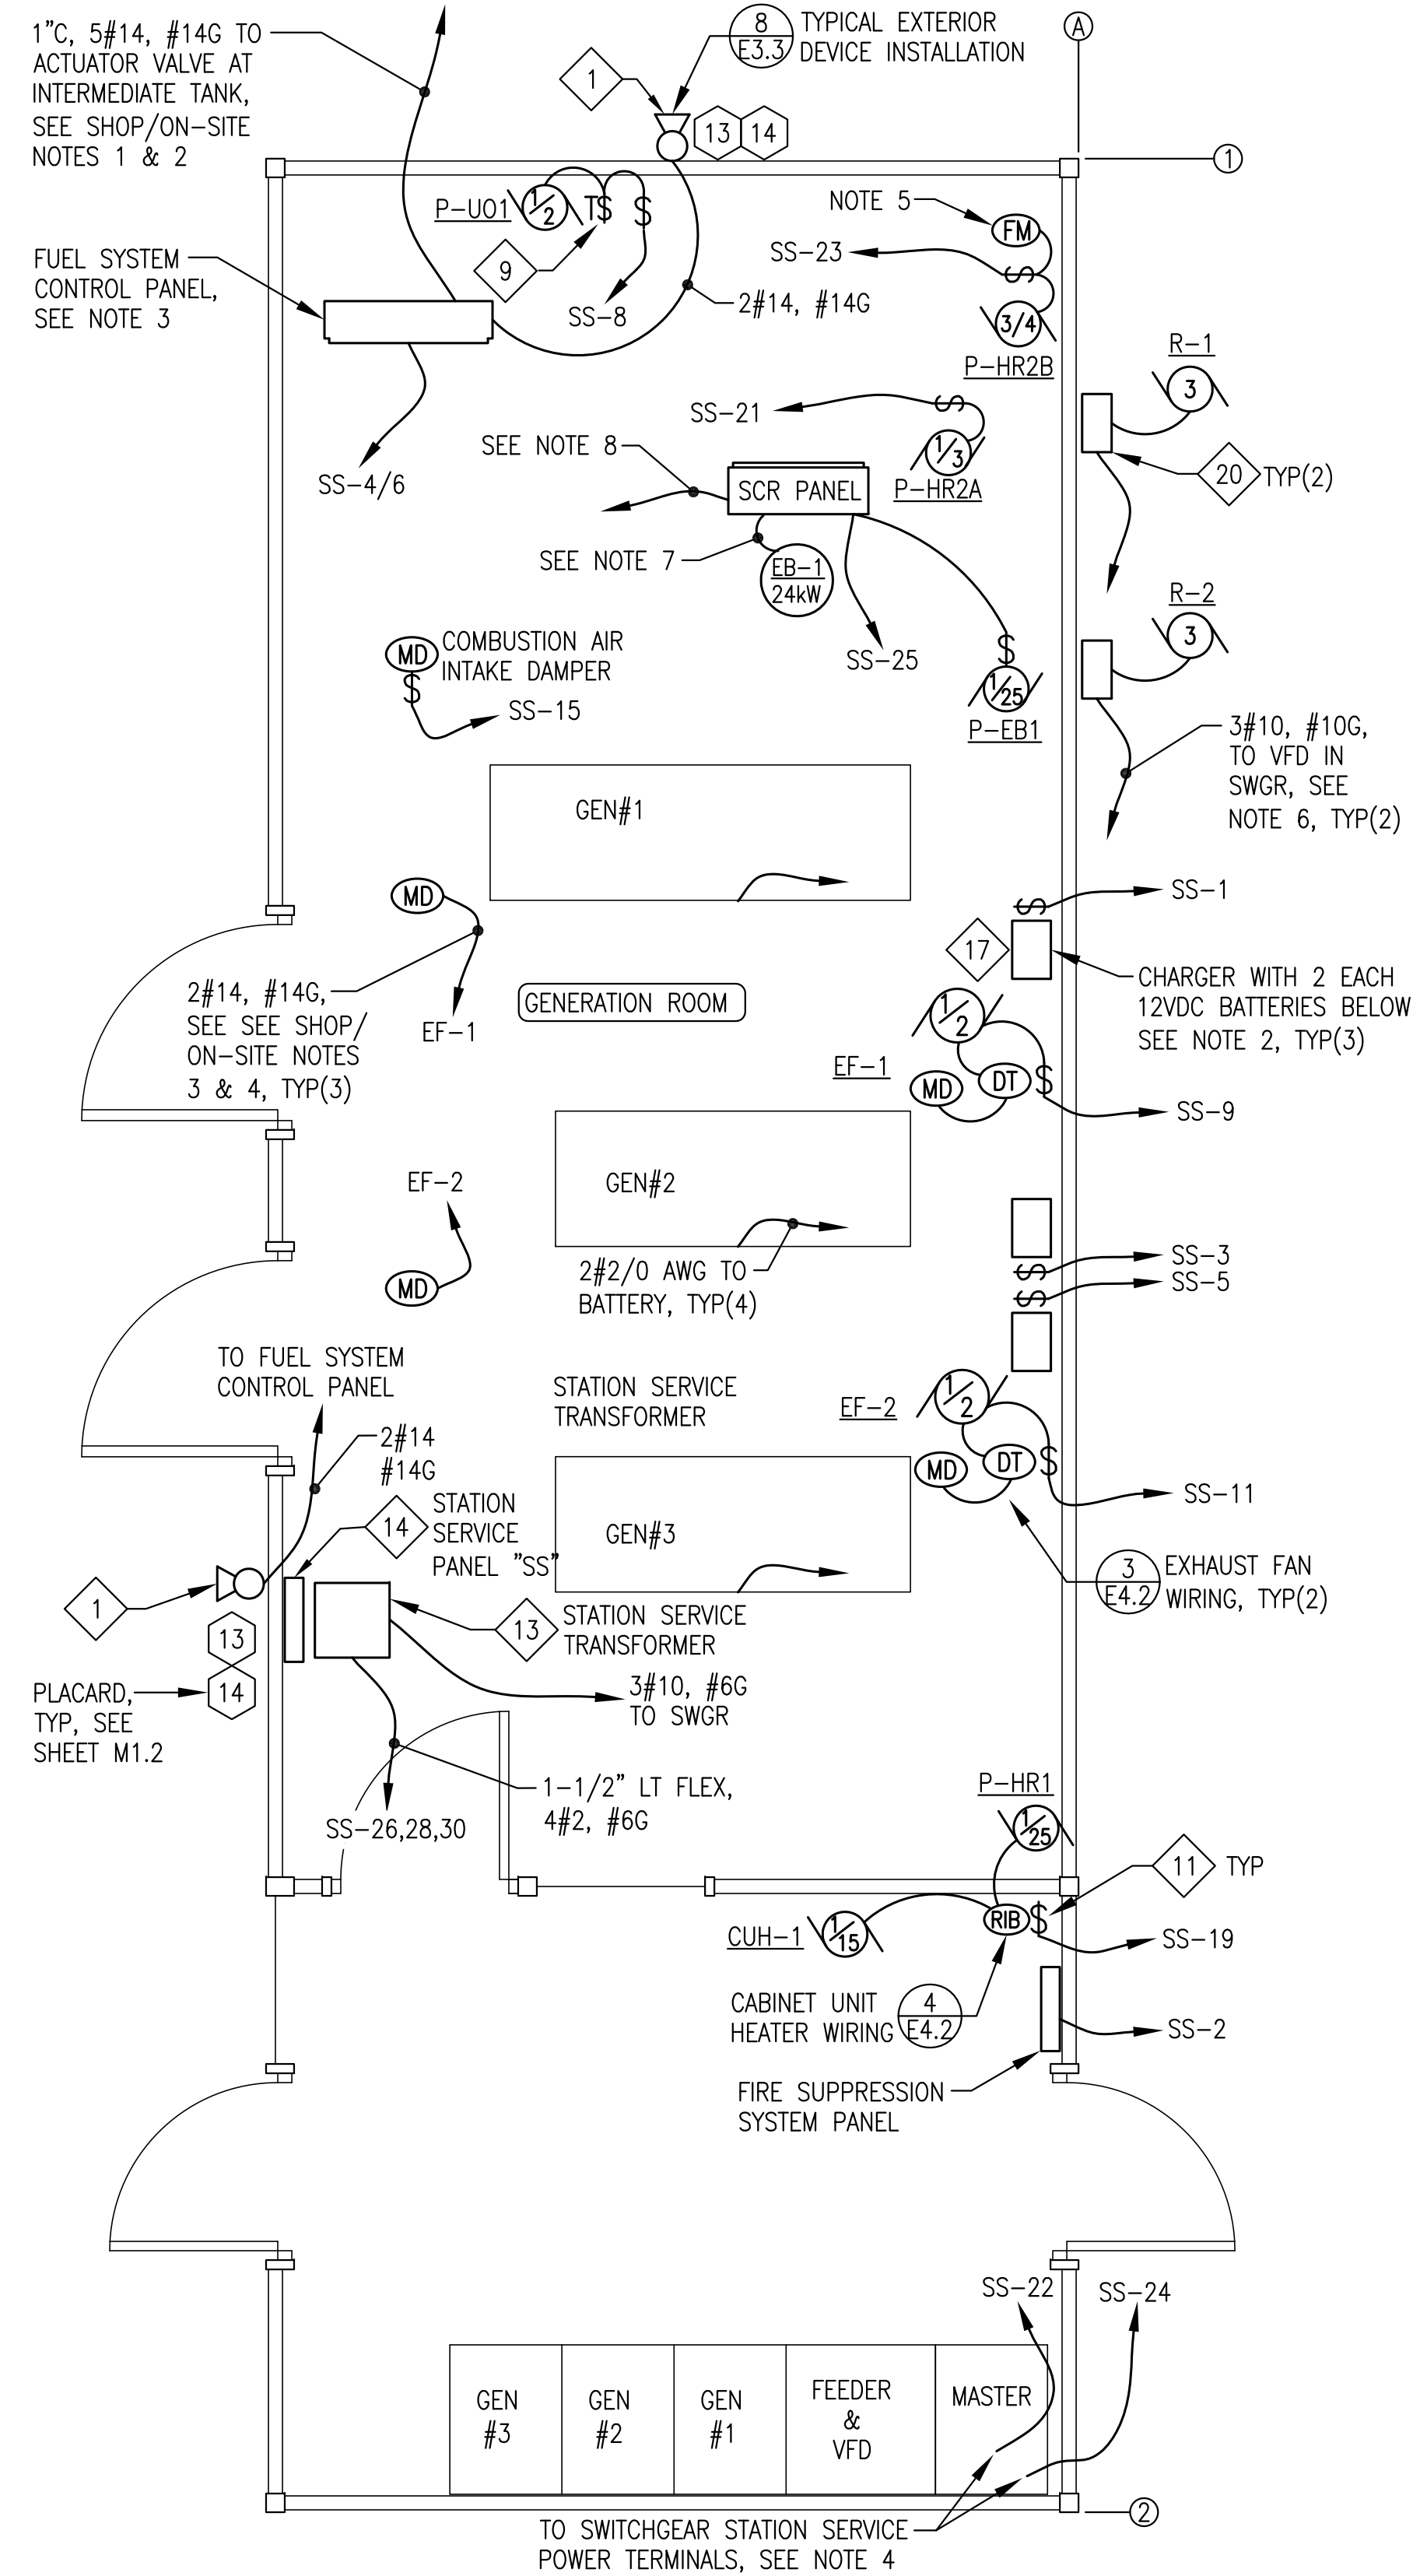 1"C, 5#14, #14G TO
ACTUATOR VALVE AT
INTERMEDIATE TANK,
SEE SHOP/ON-SITE
NOTES 1 & 2
8
E3.3
TYPICAL EXTERIOR
DEVICE INSTALLATION
A
1
13
14
1
P-UO1
1/2
T$
$
9
SS-8
2#14, #14G
NOTE 5
FM
SS-23
$
3/4
P-HR2B
FUEL SYSTEM
CONTROL PANEL,
SEE NOTE 3
SS-4/6
R-1
3
20
TYP(2)
SS-21
$
1/3
P-HR2A
SEE NOTE 8
SCR PANEL
SEE NOTE 7
EB-1
24kW
SS-25
$
1/25
P-EB1
R-2
3
3#10, #10G,
TO VFD IN
SWGR, SEE
NOTE 6, TYP(2)
MD
COMBUSTION AIR
INTAKE DAMPER
$
SS-15
GEN#1
MD
2#14, #14G,
SEE SEE SHOP/
ON-SITE NOTES
3 & 4, TYP(3)
EF-1
GENERATION ROOM
$
SS-1
17
CHARGER WITH 2 EACH
12VDC BATTERIES BELOW
SEE NOTE 2, TYP(3)
1/2
EF-1
MD
DT
$
SS-9
EF-2
MD
GEN#2
2#2/0 AWG TO
BATTERY, TYP(4)
$
SS-3
$
SS-5
TO FUEL SYSTEM
CONTROL PANEL
2#14
#14G
STATION SERVICE
TRANSFORMER
EF-2
1/2
MD
DT
$
SS-11
14
STATION
SERVICE
PANEL "SS"
GEN#3
3
E4.2
EXHAUST FAN
WIRING, TYP(2)
1
13
14
PLACARD,
TYP, SEE
SHEET M1.2
13
STATION SERVICE
TRANSFORMER
3#10, #6G
TO SWGR
1-1/2" LT FLEX,
4#2, #6G
SS-26,28,30
P-HR1
1/25
11
TYP
CUH-1
1/15
RIB
$
SS-19
CABINET UNIT
HEATER WIRING
4
E4.2
SS-2
FIRE SUPPRESSION
SYSTEM PANEL
SS-22
SS-24
GEN
#3
GEN
#2
GEN
#1
FEEDER
&
VFD
MASTER
2
TO SWITCHGEAR STATION SERVICE
POWER TERMINALS, SEE NOTE 4